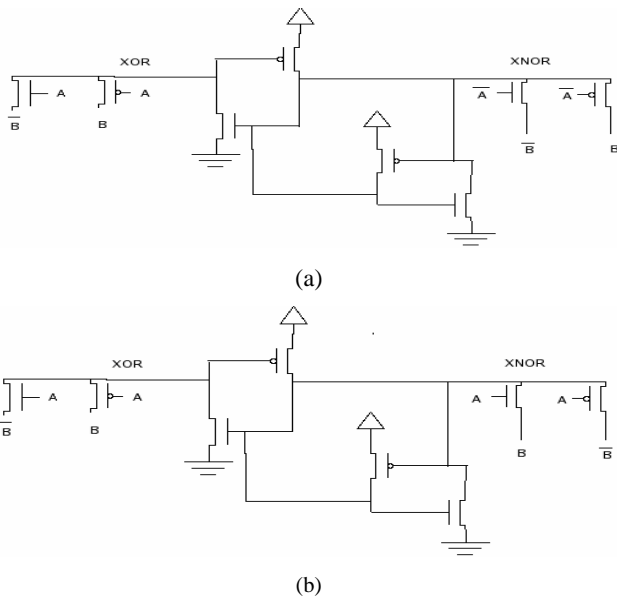 XOR XNOR
A A A̅ A̅
B̅ B B̅ B
(a)
XOR XNOR
A A A A
B̅ B B B̅
(b)